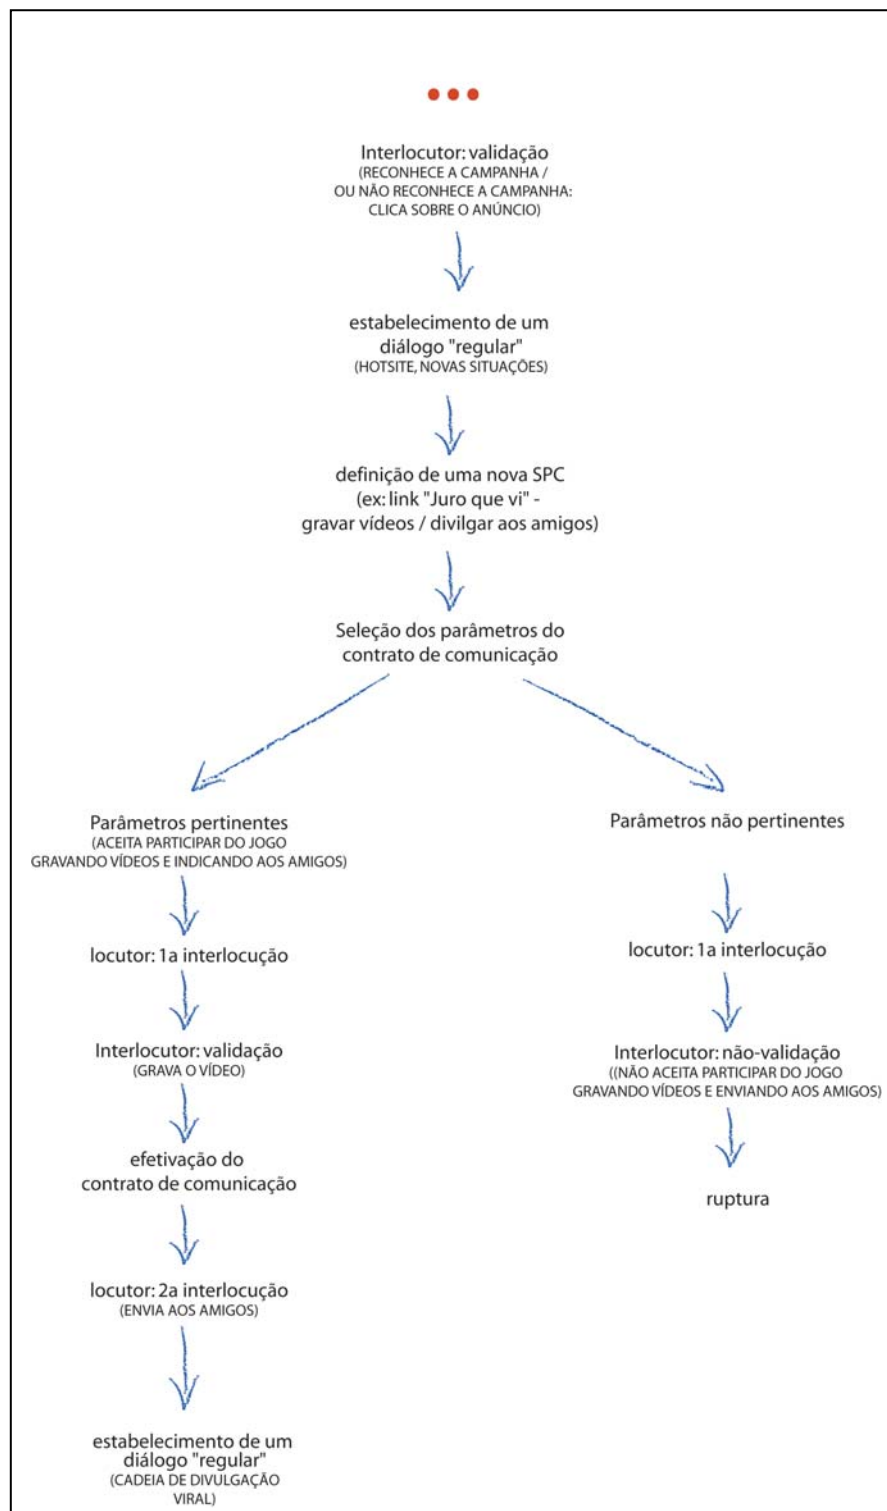 Interlocutor: validação
(RECONHECE A CAMPANHA /
OU NÃO RECONHECE A CAMPANHA:
CLICA SOBRE O ANÚNCIO)
estabelecimento de um
diálogo "regular"
(HOTSITE, NOVAS SITUAÇÕES)
definição de uma nova SPC
(ex: link "Juro que vi" -
gravar vídeos / divilgar aos amigos)
Seleção dos parâmetros do
contrato de comunicação
Parâmetros pertinentes
(ACEITA PARTICIPAR DO JOGO
GRAVANDO VÍDEOS E INDICANDO AOS AMIGOS)
locutor: 1a interlocução
Interlocutor: validação
(GRAVA O VÍDEO)
efetivação do
contrato de comunicação
locutor: 2a interlocução
(ENVIA AOS AMIGOS)
estabelecimento de um
diálogo "regular"
(CADEIA DE DIVULGAÇÃO
VIRAL)
Parâmetros não pertinentes
locutor: 1a interlocução
Interlocutor: não-validação
((NÃO ACEITA PARTICIPAR DO JOGO
GRAVANDO VÍDEOS E ENVIANDO AOS AMIGOS)
ruptura